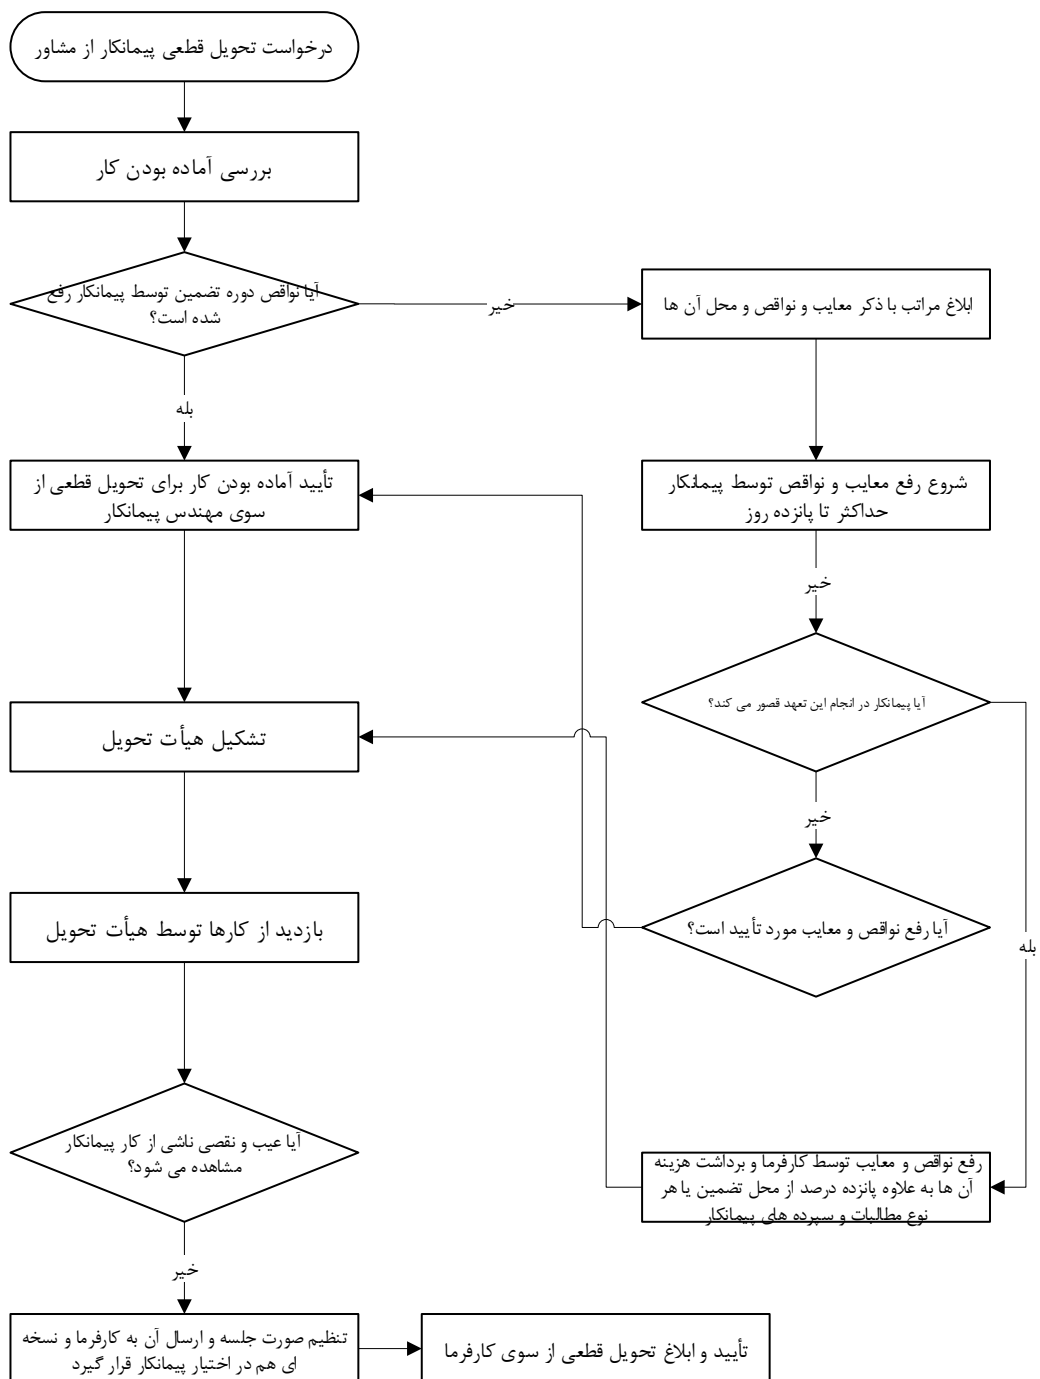 درخواست تحویل قطعی پیمانکار از مشاور
بررسی آماده بودن کار
آیا نواقص دوره تضمین توسط پیمانکار رفع
شده است؟
خیر
ابلاغ مراتب با ذکر معایب و نواقص و محل آن ها
بله
تأیید آماده بودن کار برای تحویل قطعی از
سوی مهندس پیمانکار
شروع رفع معایب و نواقص توسط پیمانکار
حداکثر تا پانزده روز
خیر
آیا پیمانکار در انجام این تعهد قصور می کند؟
تشکیل هیأت تحویل
خیر
بازدید از کارها توسط هیأت تحویل
آیا رفع نواقص و معایب مورد تأیید است؟
بله
آیا عیب و نقصی ناشی از کار پیمانکار
مشاهده می شود؟
رفع نواقص و معایب توسط کارفرما و برداشت هزینه
آن ها به علاوه پانزده درصد از محل تضمین یا هر
نوع مطالبات و سپرده های پیمانکار
خیر
تنظیم صورت جلسه و ارسال آن به کارفرما و نسخه
ای هم در اختیار پیمانکار قرار گیرد
تأیید و ابلاغ تحویل قطعی از سوی کارفرما